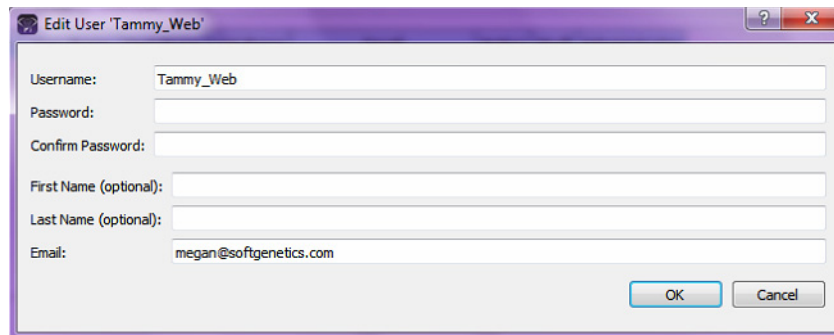 Edit User 'Tammy_Web'
Username: Tammy_Web
Password:
Confirm Password:
First Name (optional):
Last Name (optional):
Email: megan@softgenetics.com
OK Cancel